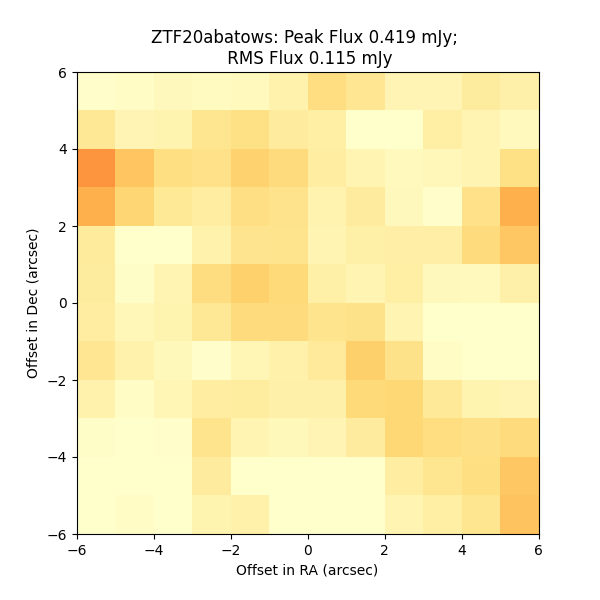 ZTF20abatows: Peak Flux 0.419 mJy;
RMS Flux 0.115 mJy
6
4
2
0
−2
−4
−6
Offset in Dec (arcsec)
−6 −4 −2 0 2 4 6
Offset in RA (arcsec)